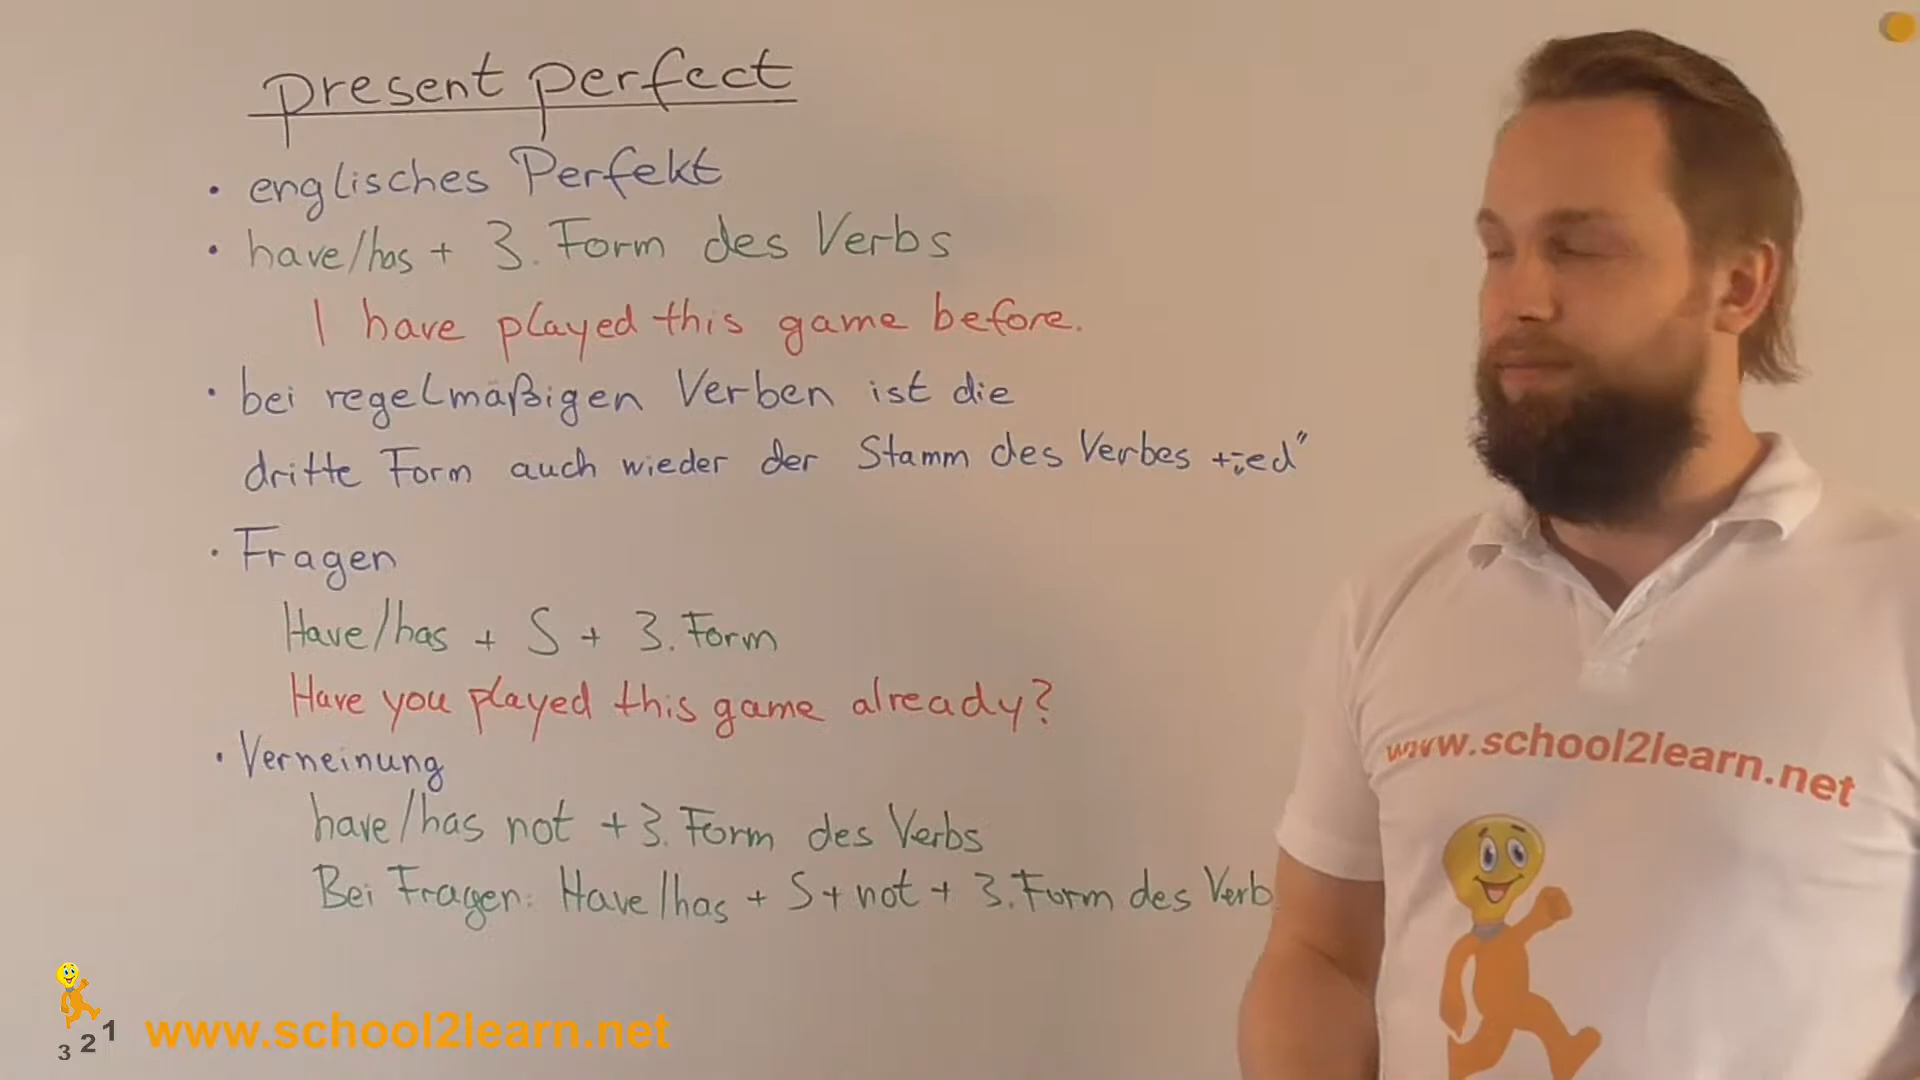 present perfect
• englisches Perfekt
• have/has + 3. Form des Verbs
I have played this game before.
• bei regelmäßigen Verben ist die
dritte Form auch wieder der Stamm des Verbes + „-ed"
• Fragen
Have/has + S + 3. Form
Have you played this game already?
• Verneinung
have/has not + 3. Form des Verbs
Bei Fragen: Have/has + S + not + 3. Form des Verb
www.school2learn.net
3 2 1 www.school2learn.net